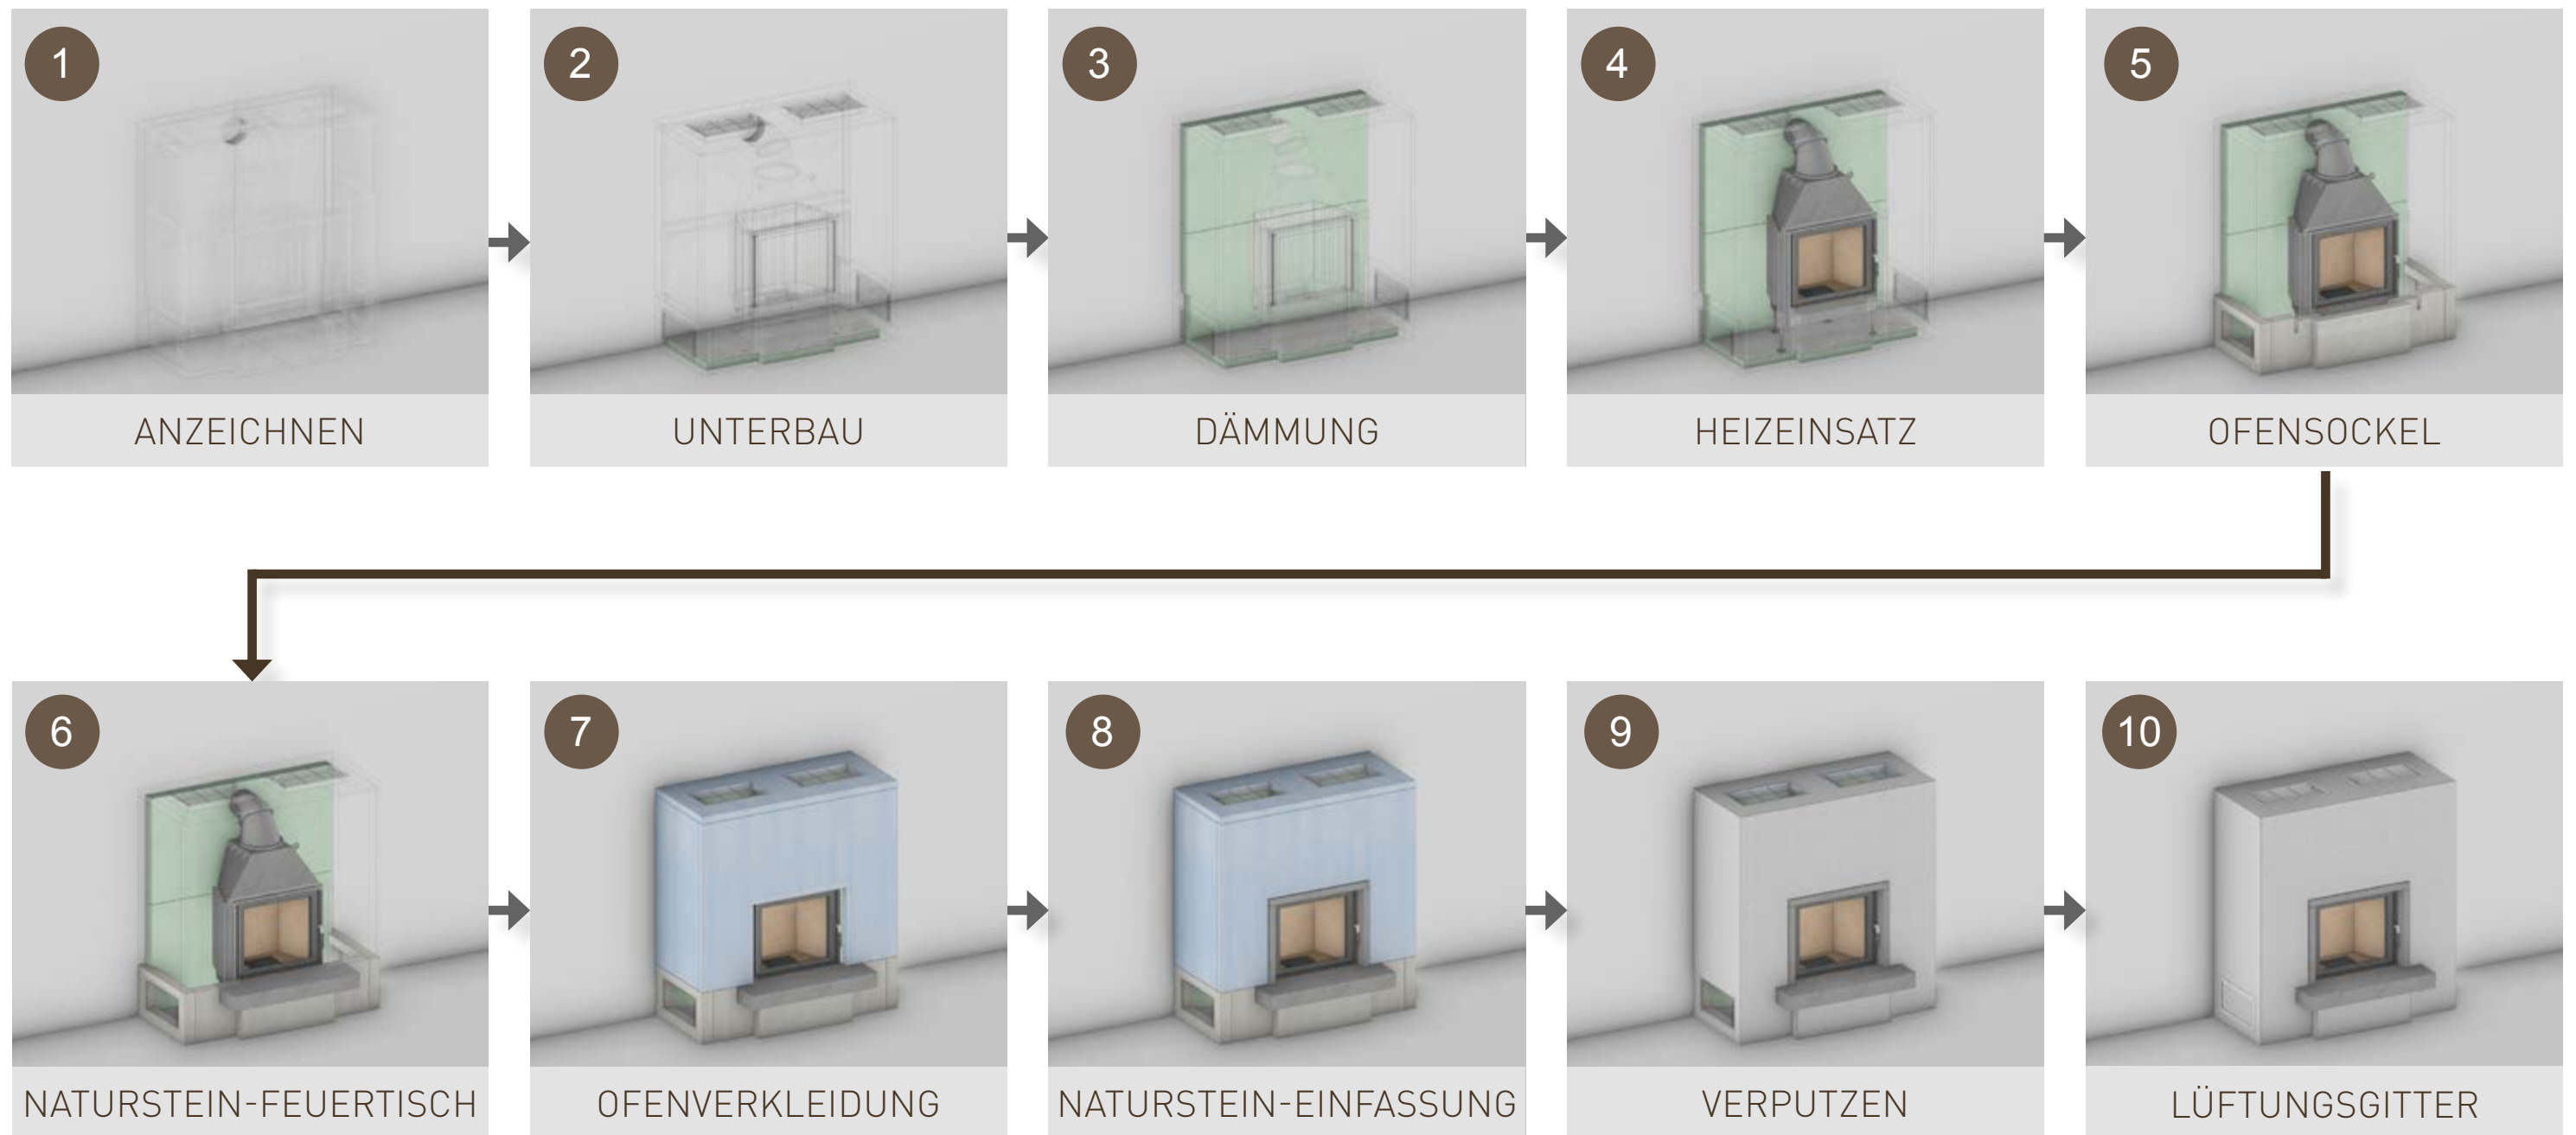 1
ANZEICHNEN
2
UNTERBAU
3
DÄMMUNG
4
HEIZEINSATZ
5
OFENSOCKEL
6
NATURSTEIN-FEUERTISCH
7
OFENVERKLEIDUNG
8
NATURSTEIN-EINFASSUNG
9
VERPUTZEN
10
LÜFTUNGSGITTER